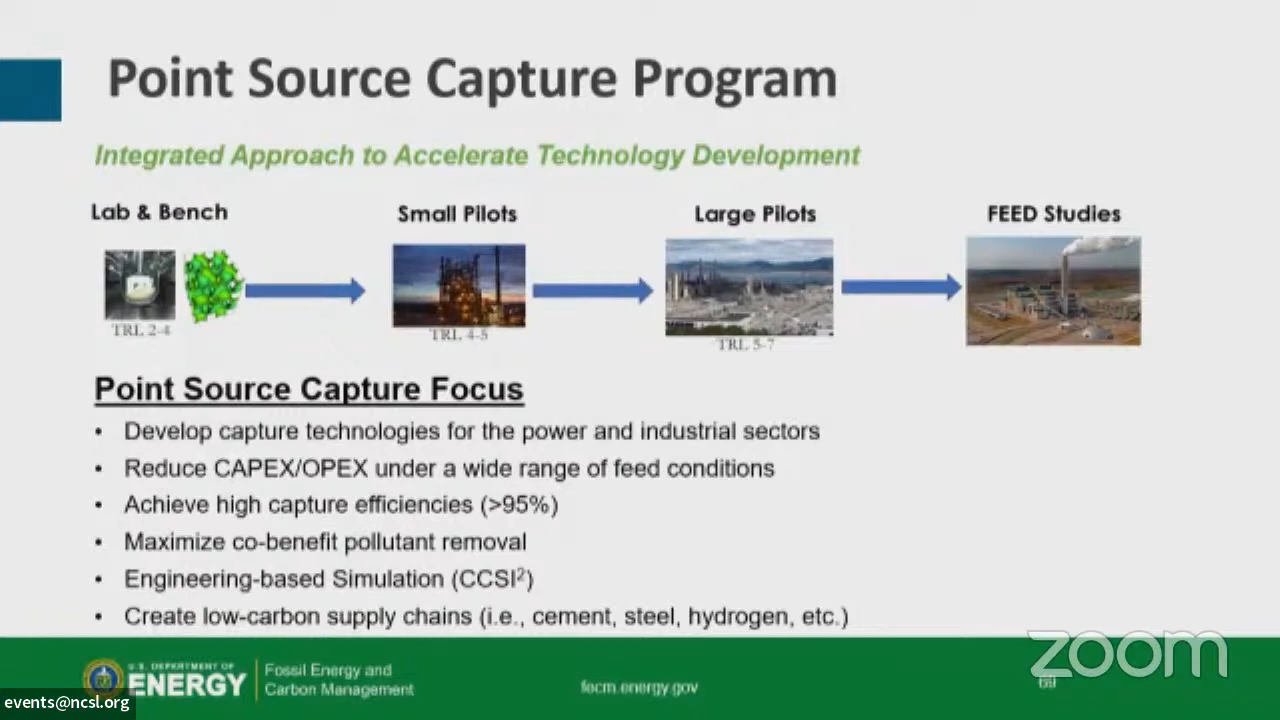 Point Source Capture Program
Integrated Approach to Accelerate Technology Development
Lab & Bench
Small Pilots
Large Pilots
FEED Studies
TRL 2-4
TRL 4-5
TRL 5-7
Point Source Capture Focus
• Develop capture technologies for the power and industrial sectors
• Reduce CAPEX/OPEX under a wide range of feed conditions
• Achieve high capture efficiencies (>95%)
• Maximize co-benefit pollutant removal
• Engineering-based Simulation (CCSI²)
• Create low-carbon supply chains (i.e., cement, steel, hydrogen, etc.)
U.S. DEPARTMENT OF
ENERGY
Fossil Energy and
Carbon Management
fecm.energy.gov
zoom
events@ncsl.org